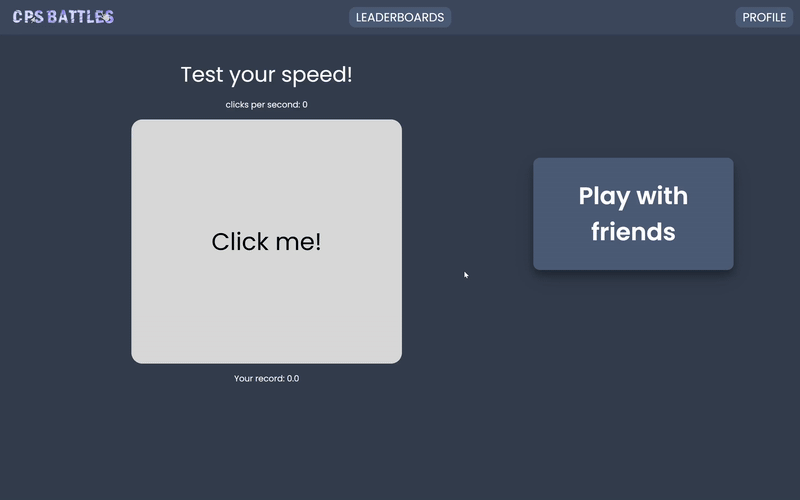 CPS BATTLES
LEADERBOARDS
PROFILE
Test your speed!
clicks per second: 0
Click me!
Play with
friends
Your record: 0.0